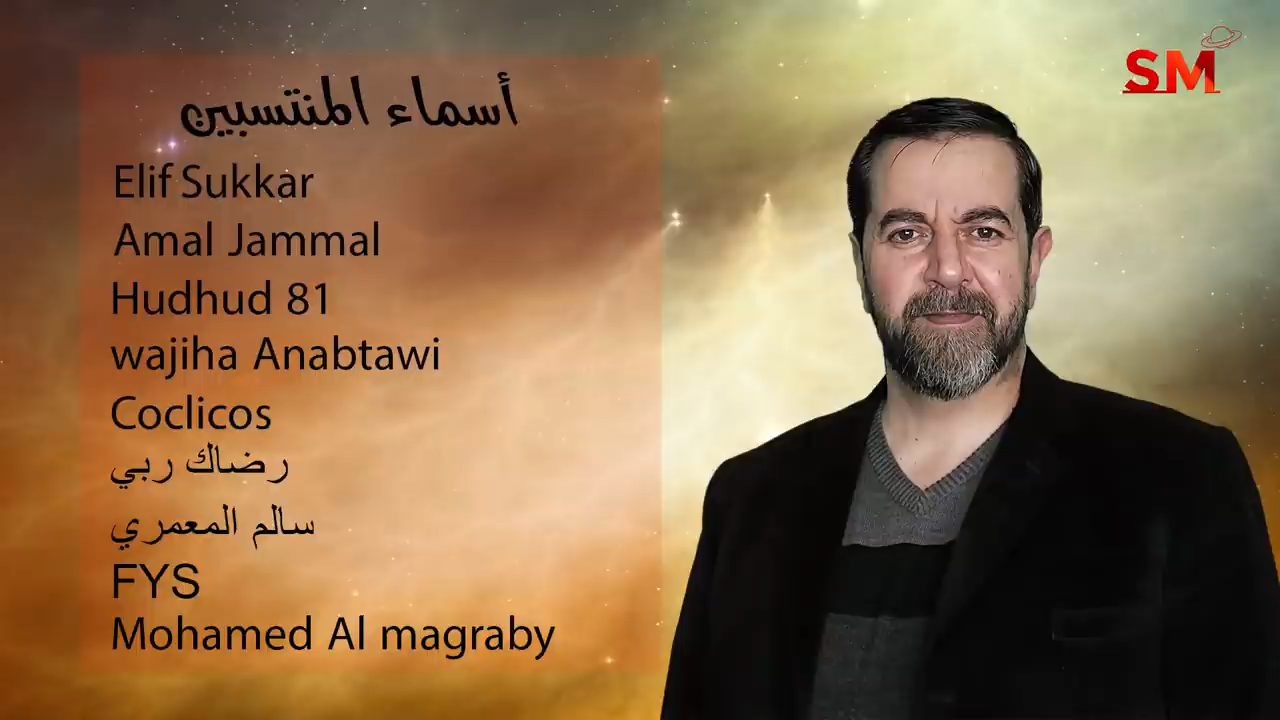 SM
أسماء المنتسبين
Elif Sukkar
Amal Jammal
Hudhud 81
wajiha Anabtawi
Coclicos
رضاك ربي
سالم المعمري
FYS
Mohamed Al magraby